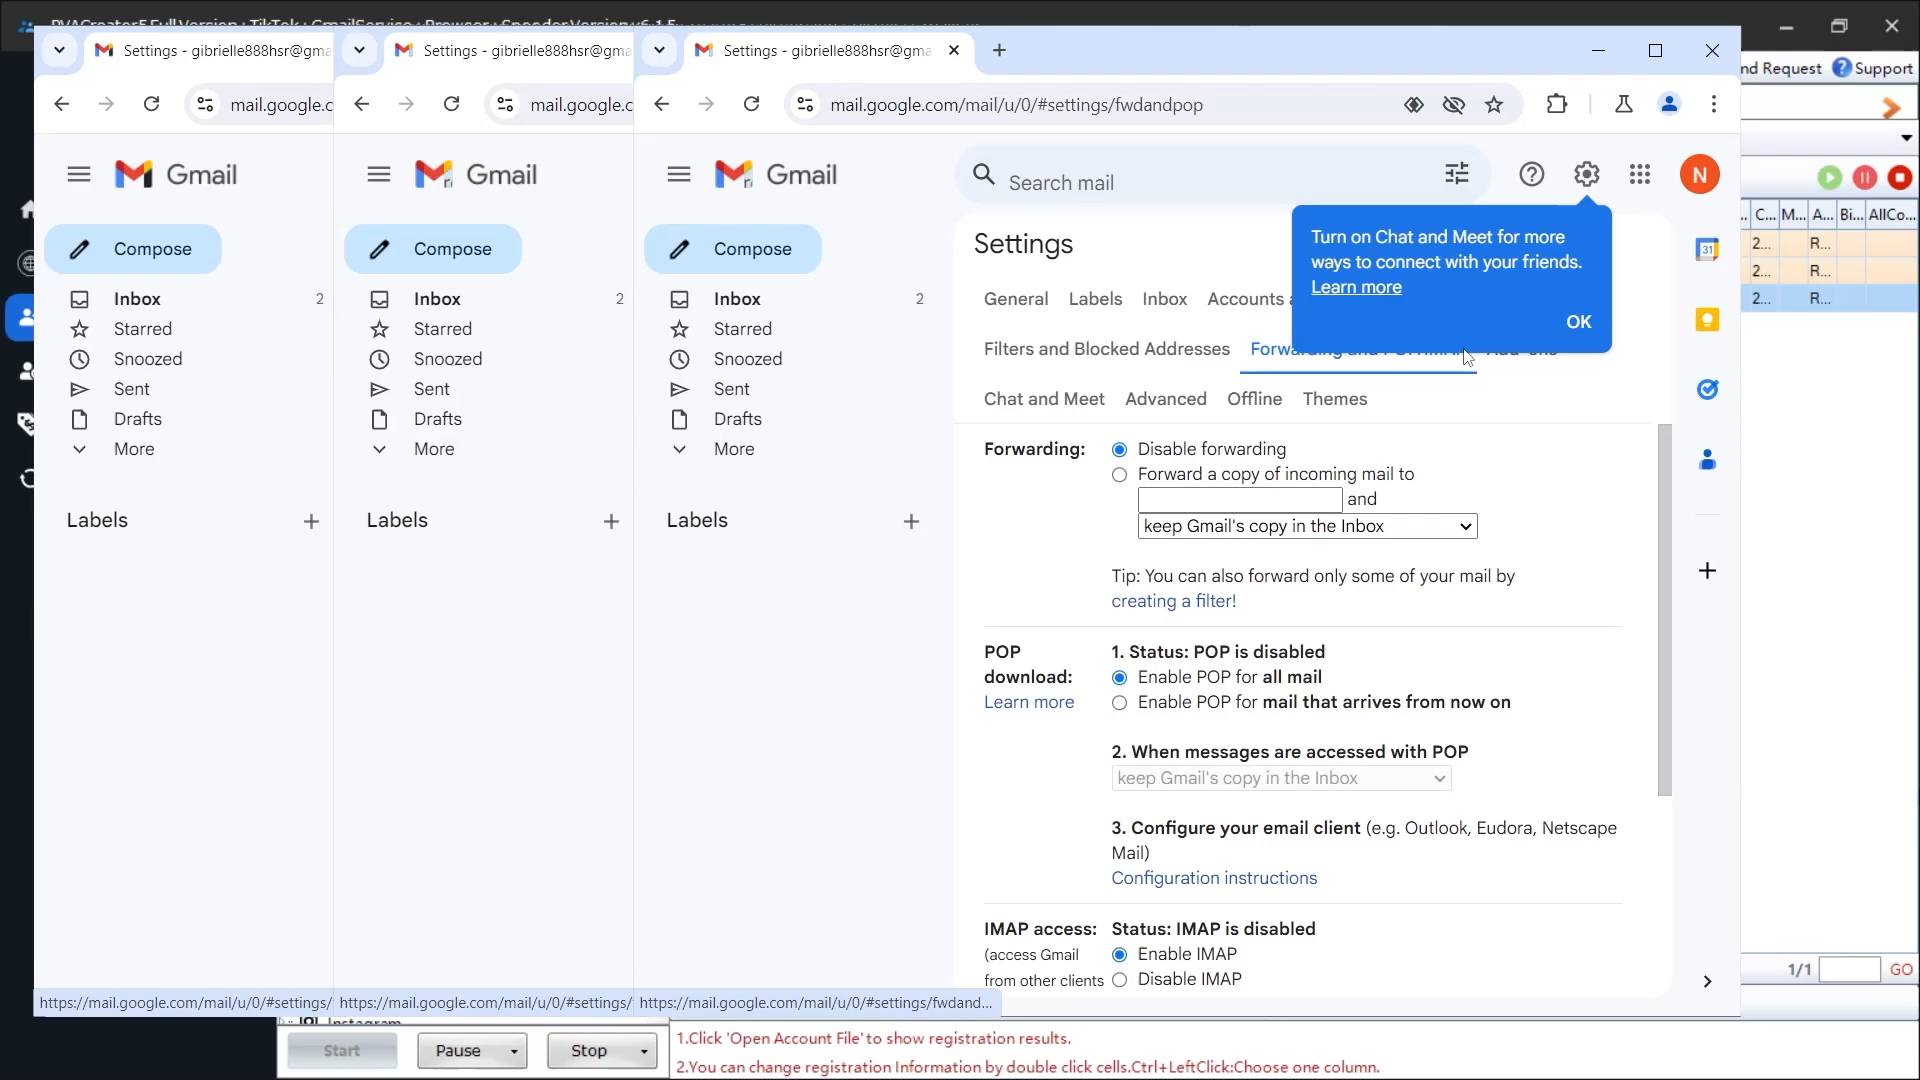 Settings - gibrielle888hsr@gma
Settings - gibrielle888hsr@gma
Settings - gibrielle888hsr@gma
nd Request
Support
mail.google.c
mail.google.c
mail.google.com/mail/u/0/#settings/fwdandpop
Gmail
Gmail
Gmail
Search mail
N
Compose
Compose
Compose
Settings
Turn on Chat and Meet for more
ways to connect with your friends.
Learn more
OK
C... M... A... Bi... AllCo...
2... R...
2... R...
2... R...
31
Inbox 2
Starred
Snoozed
Sent
Drafts
More
Labels
Inbox 2
Starred
Snoozed
Sent
Drafts
More
Labels
Inbox 2
Starred
Snoozed
Sent
Drafts
More
Labels
General Labels Inbox Accounts a
Filters and Blocked Addresses
Chat and Meet Advanced Offline Themes
Forwarding:
Disable forwarding
Forward a copy of incoming mail to
and
keep Gmail's copy in the Inbox
Tip: You can also forward only some of your mail by
creating a filter!
POP
download:
Learn more
1. Status: POP is disabled
Enable POP for all mail
Enable POP for mail that arrives from now on
2. When messages are accessed with POP
keep Gmail's copy in the Inbox
3. Configure your email client (e.g. Outlook, Eudora, Netscape
Mail)
Configuration instructions
IMAP access:
(access Gmail
from other clients
Status: IMAP is disabled
Enable IMAP
Disable IMAP
1/1 GO
https://mail.google.com/mail/u/0/#settings/
https://mail.google.com/mail/u/0/#settings/
https://mail.google.com/mail/u/0/#settings/fwdand...
Start
Pause
Stop
1.Click 'Open Account File' to show registration results.
2.You can change registration Information by double click cells.Ctrl+LeftClick:Choose one column.